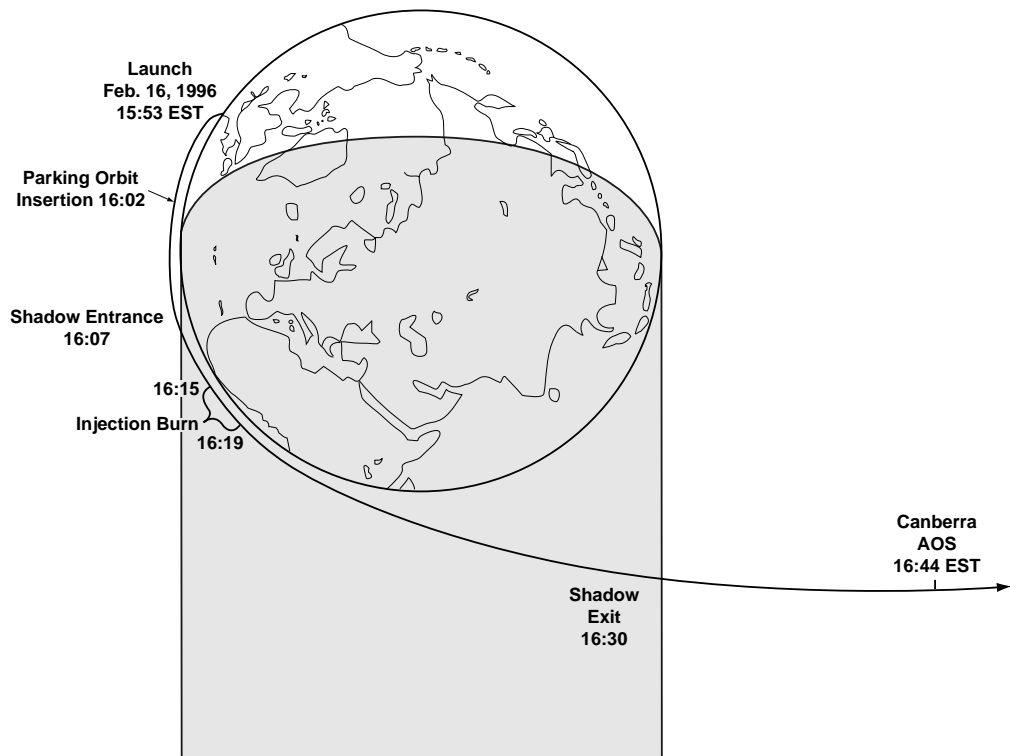 Launch
Feb. 16, 1996
15:53 EST
Parking Orbit
Insertion 16:02
Shadow Entrance
16:07
16:15
Injection Burn
16:19
Canberra
AOS
16:44 EST
Shadow
Exit
16:30